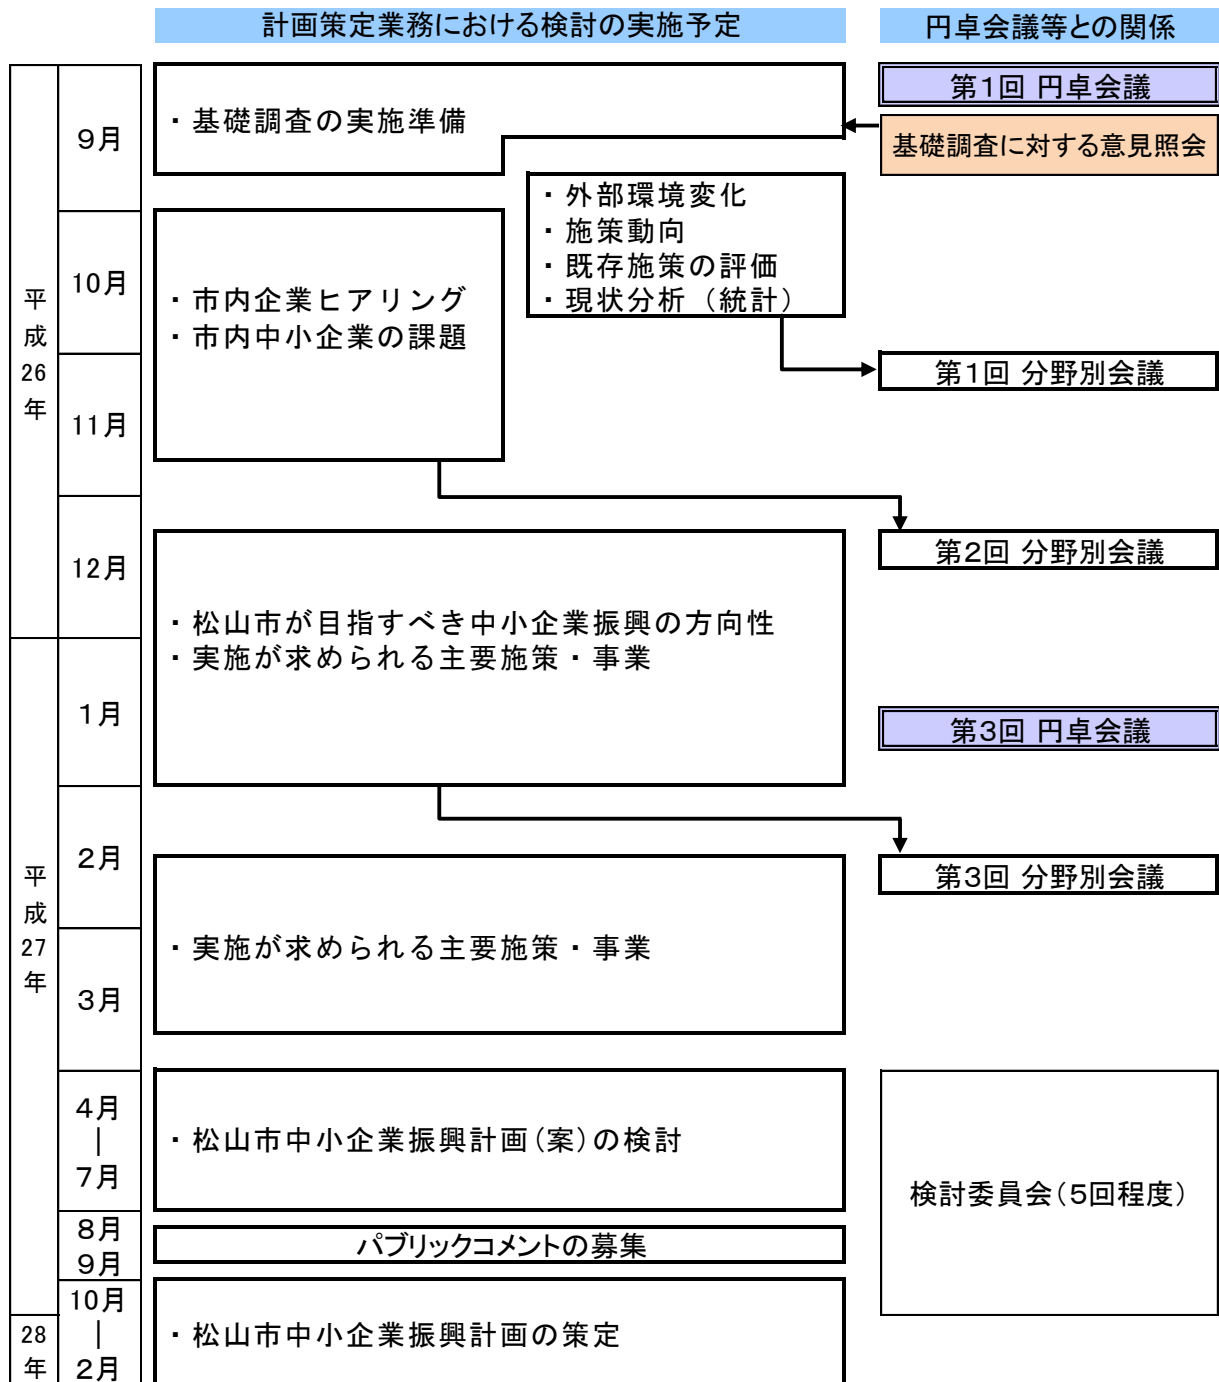 計画策定業務における検討の実施予定
円卓会議等との関係
平成26年
9月
・基礎調査の実施準備
第1回 円卓会議
基礎調査に対する意見照会
・外部環境変化
・施策動向
・既存施策の評価
・現状分析（統計）
10月
・市内企業ヒアリング
・市内中小企業の課題
第1回 分野別会議
11月
12月
第2回 分野別会議
・松山市が目指すべき中小企業振興の方向性
・実施が求められる主要施策・事業
平成27年
1月
第3回 円卓会議
2月
第3回 分野別会議
・実施が求められる主要施策・事業
3月
4月
｜
7月
・松山市中小企業振興計画（案）の検討
検討委員会（5回程度）
8月
9月
パブリックコメントの募集
10月
｜
2月
28年
・松山市中小企業振興計画の策定